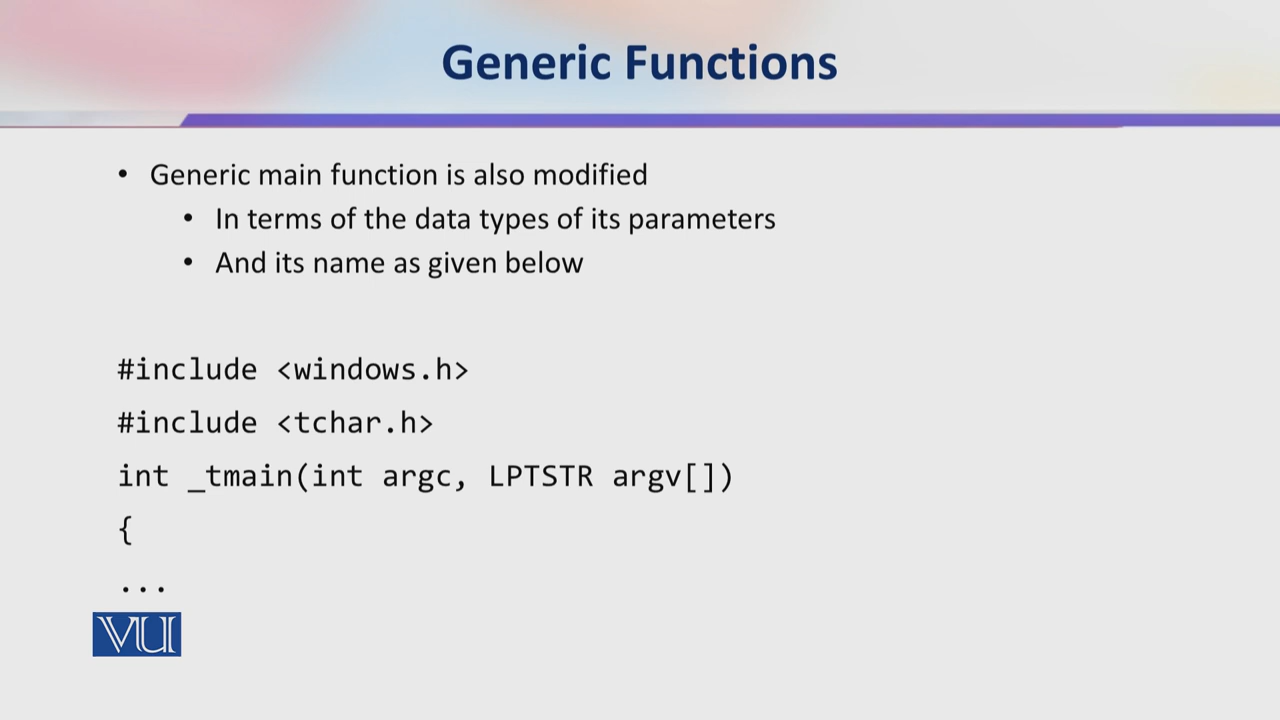 Generic Functions
• Generic main function is also modified
• In terms of the data types of its parameters
• And its name as given below
#include <windows.h>
#include <tchar.h>
int _tmain(int argc, LPTSTR argv[])
{
...
VU